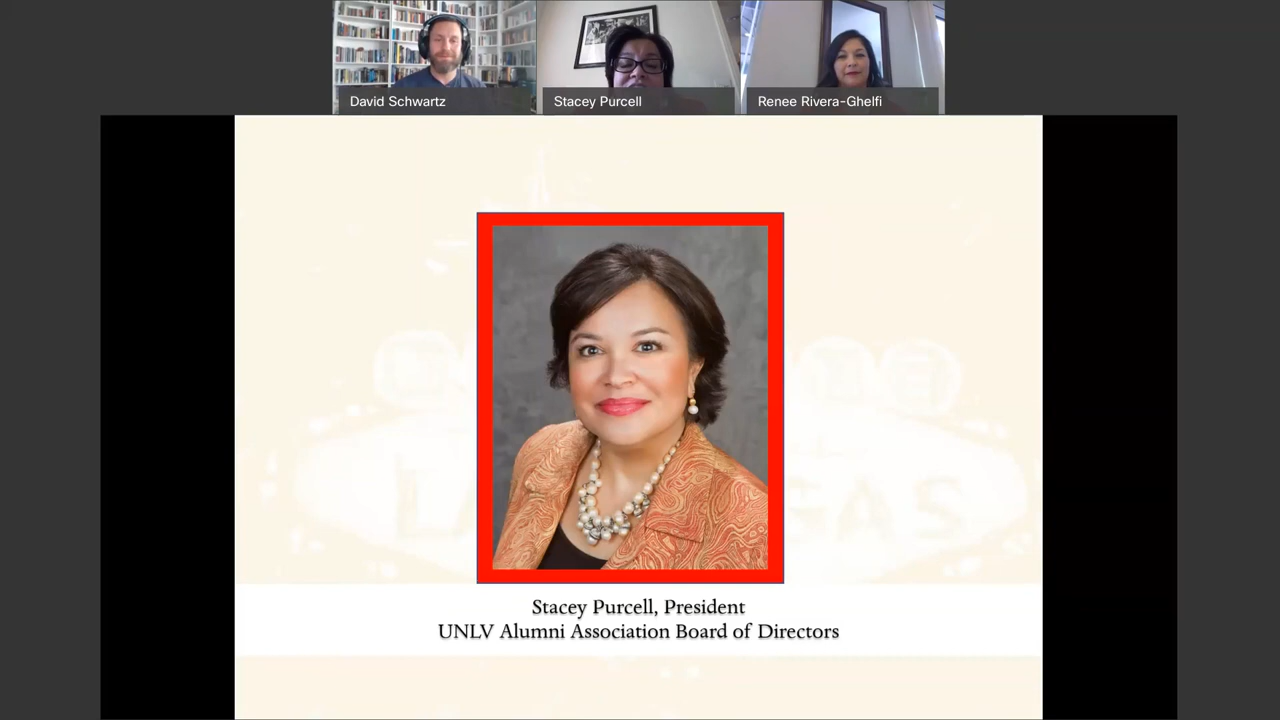 David Schwartz
Stacey Purcell
Renee Rivera-Ghelfi
Stacey Purcell, President
UNLV Alumni Association Board of Directors